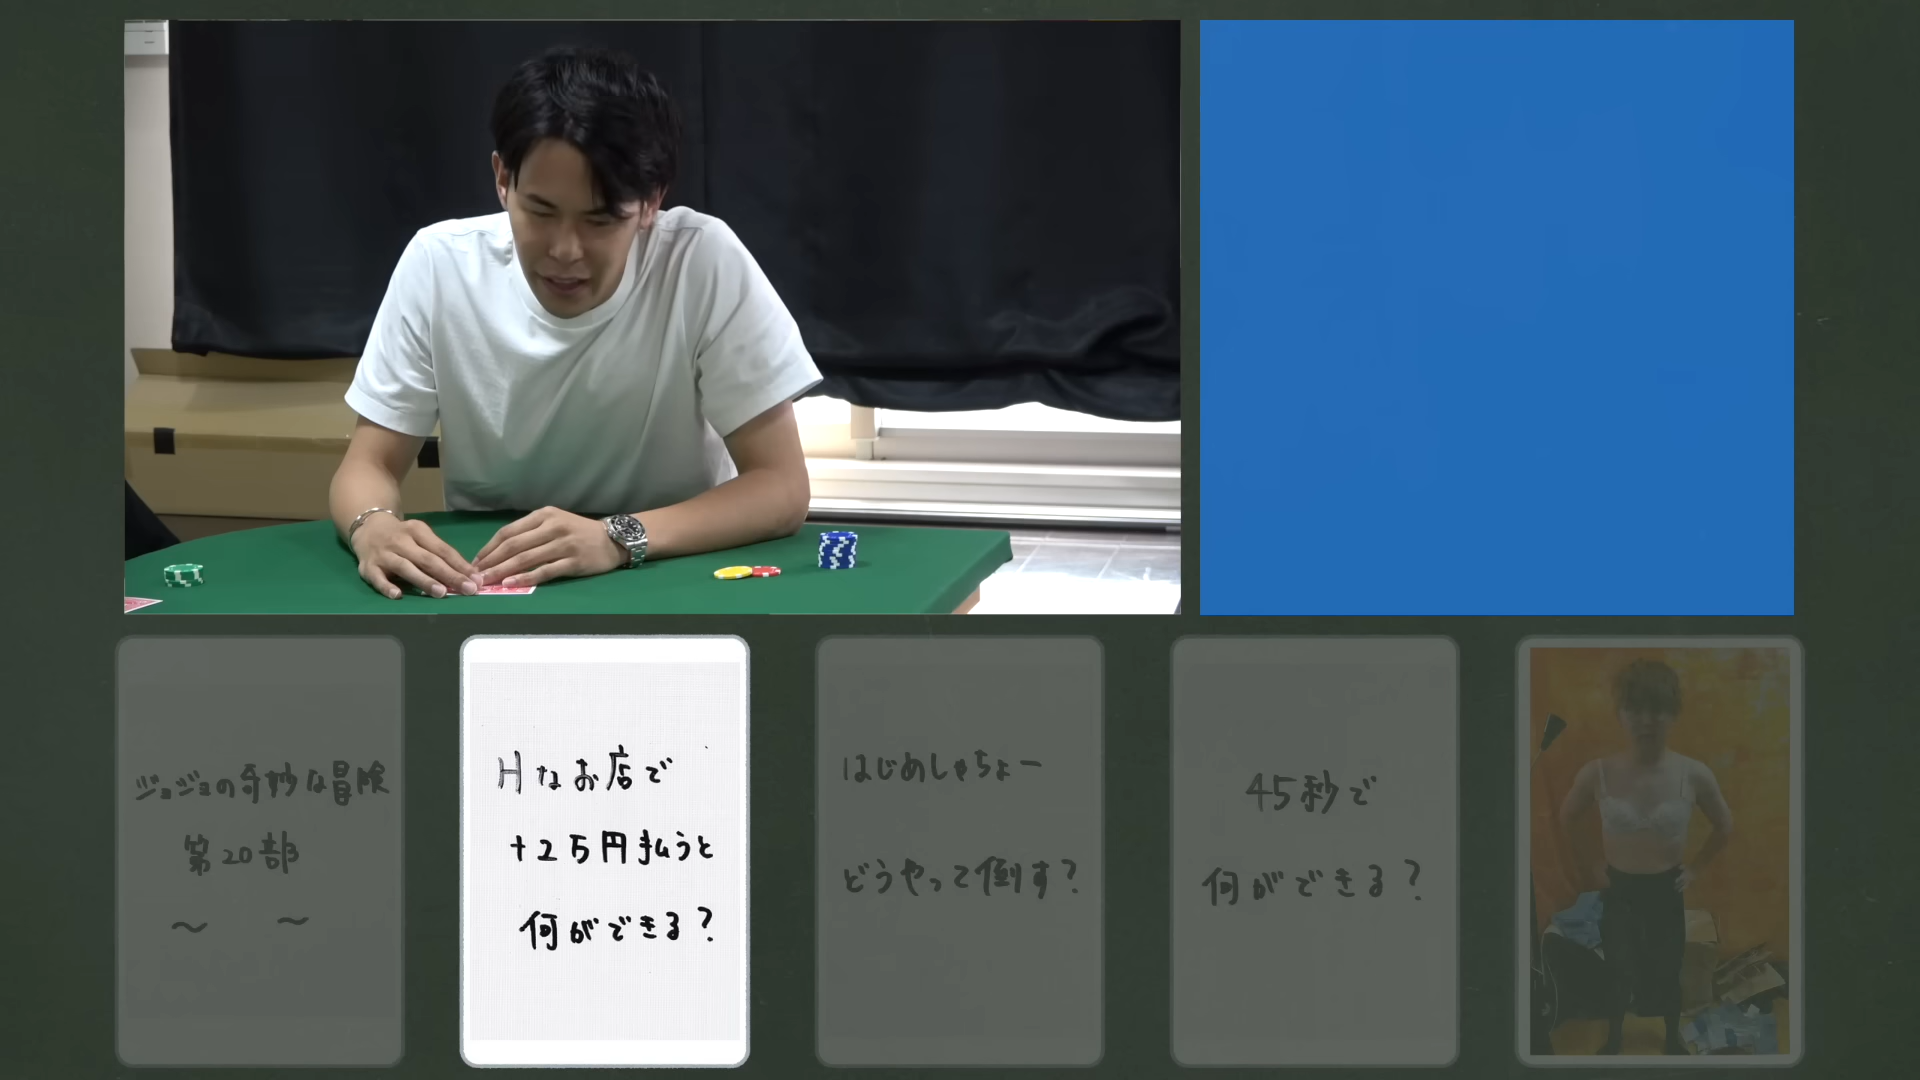 ジョジョの奇妙な冒険
第20部
～ ～
Hなお店で
+2万円払うと
何ができる?
はじめしゃちょー
どうやって倒す?
45秒で
何ができる?